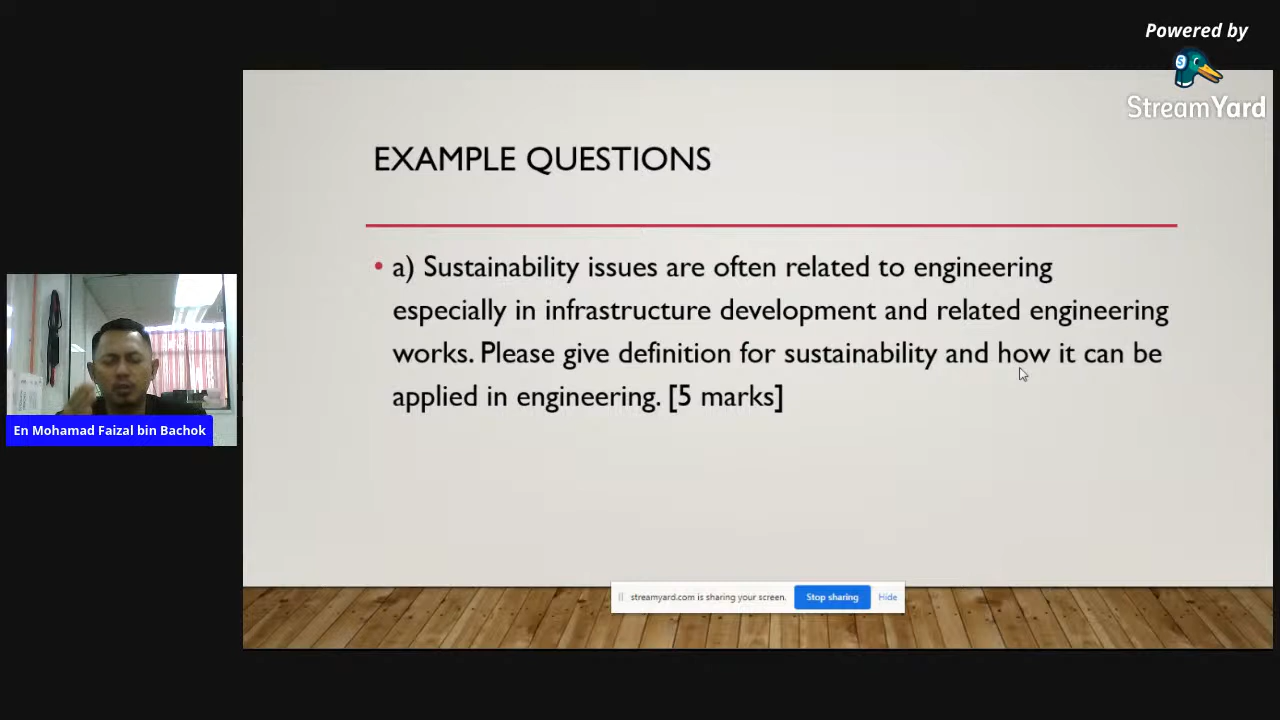 Powered by
StreamYard
EXAMPLE QUESTIONS
• a) Sustainability issues are often related to engineering
especially in infrastructure development and related engineering
works. Please give definition for sustainability and how it can be
applied in engineering. [5 marks]
En Mohamad Faizal bin Bachok
streamyard.com is sharing your screen.
Stop sharing
Hide